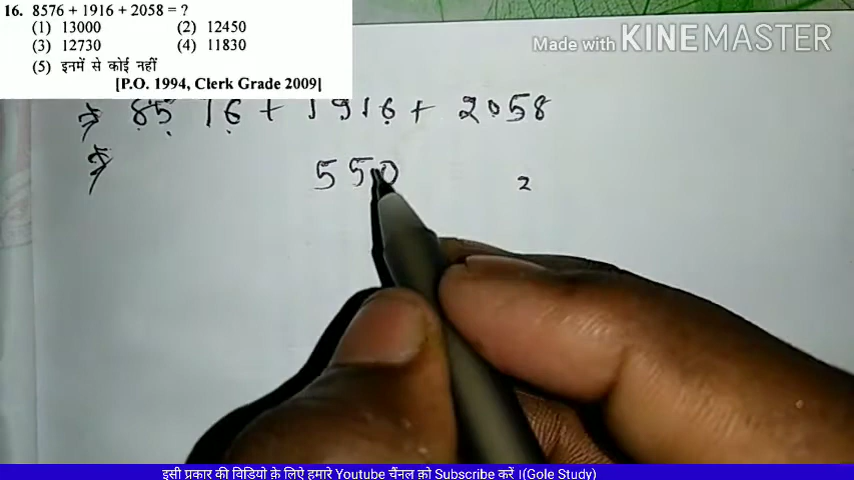 16. 8576 + 1916 + 2058 = ?
(1) 13000 (2) 12450
(3) 12730 (4) 11830
(5) इनमें से कोई नहीं
[P.O. 1994, Clerk Grade 2009]
Made with KINEMASTER
⇒ 8576 + 1916 + 2058
⇒ 550 2
इसी प्रकार की विडियो के लिऐ हमारे Youtube चैंनल क़ो Subscribe करें ।(Gole Study)